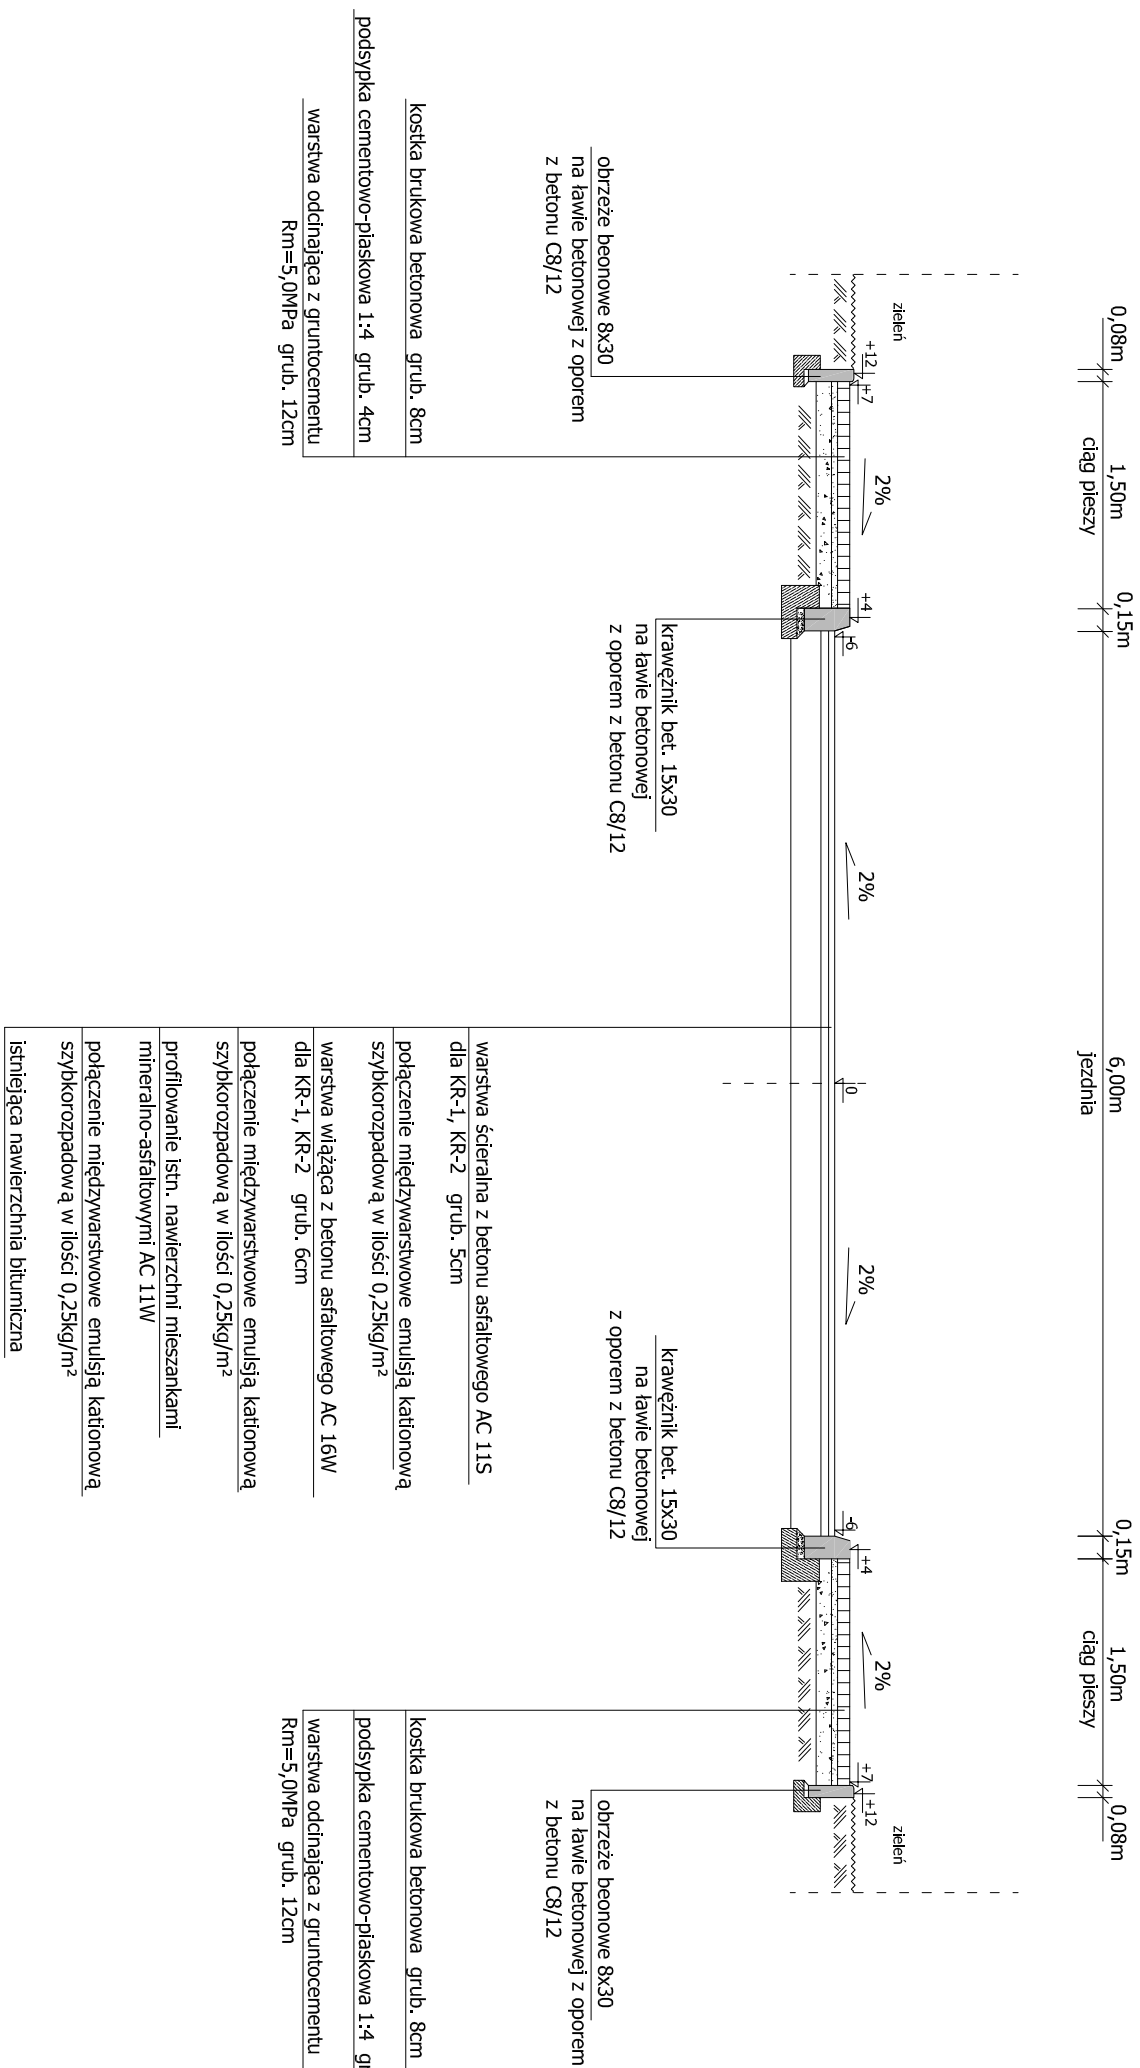 0,08m
1,50m
ciąg pieszy
0,15m
6,00m
jezdnia
0,15m
1,50m
ciąg pieszy
0,08m
zieleń
+12
+7
2%
+4
-6
2%
0
2%
-6
+4
2%
+7
+12
zieleń
obrzeże beonowe 8x30
na ławie betonowej z oporem
z betonu C8/12
kostka brukowa betonowa grub. 8cm
podsypka cementowo-piaskowa 1:4 grub. 4cm
warstwa odcinająca z gruntocementu
Rm=5,0MPa grub. 12cm
krawężnik bet. 15x30
na ławie betonowej
z oporem z betonu C8/12
warstwa ścieralna z betonu asfaltowego AC 11S
dla KR-1, KR-2 grub. 5cm
połączenie międzywarstwowe emulsją kationową
szybkorozpadową w ilości 0,25kg/m²
warstwa wiążąca z betonu asfaltowego AC 16W
dla KR-1, KR-2 grub. 6cm
połączenie międzywarstwowe emulsją kationową
szybkorozpadową w ilości 0,25kg/m²
profilowanie istn. nawierzchni mieszankami
mineralno-asfaltowymi AC 11W
połączenie międzywarstwowe emulsją kationową
szybkorozpadową w ilości 0,25kg/m²
istniejąca nawierzchnia bitumiczna
krawężnik bet. 15x30
na ławie betonowej
z oporem z betonu C8/12
obrzeże beonowe 8x30
na ławie betonowej z oporem
z betonu C8/12
kostka brukowa betonowa grub. 8cm
podsypka cementowo-piaskowa 1:4
warstwa odcinająca z gruntocementu
Rm=5,0MPa grub. 12cm